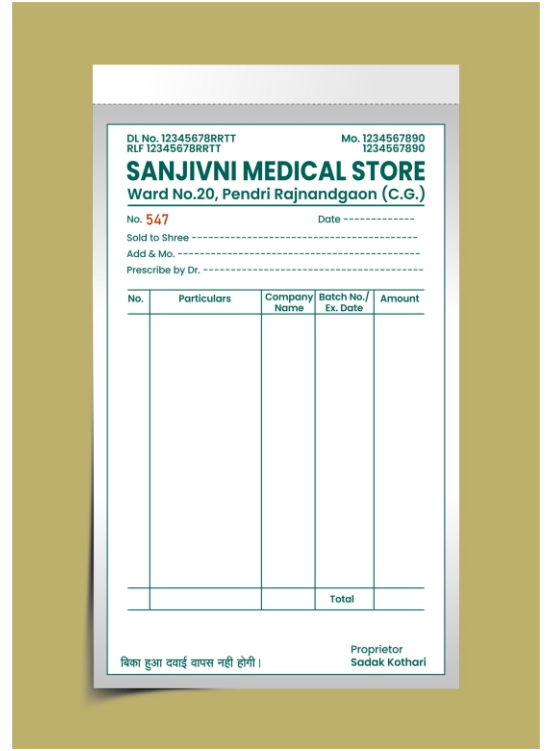 DL No. 12345678RRTT Mo. 1234567890
RLF 12345678RRTT 1234567890
SANJIVNI MEDICAL STORE
Ward No.20, Pendri Rajnandgaon (C.G.)
No. 547 Date -------------
Sold to Shree ------------------------------------------
Add & Mo. ---------------------------------------------
Prescribe by Dr. ----------------------------------------
No. Particulars Company Name Batch No./ Ex. Date Amount
Total
Proprietor
बिका हुआ दवाई वापस नही होगी। Sadak Kothari